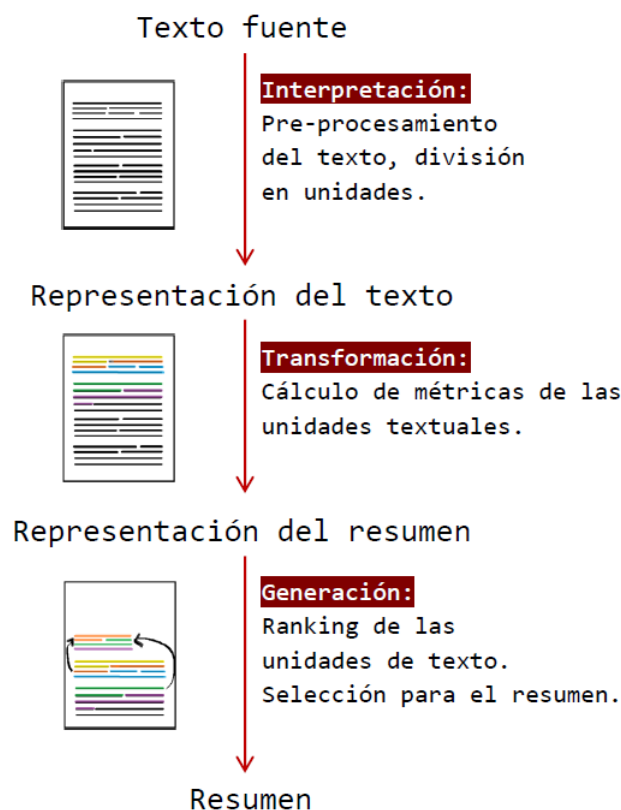 Texto fuente
Interpretación:
Pre-procesamiento
del texto, división
en unidades.
Representación del texto
Transformación:
Cálculo de métricas de las
unidades textuales.
Representación del resumen
Generación:
Ranking de las
unidades de texto.
Selección para el resumen.
Resumen